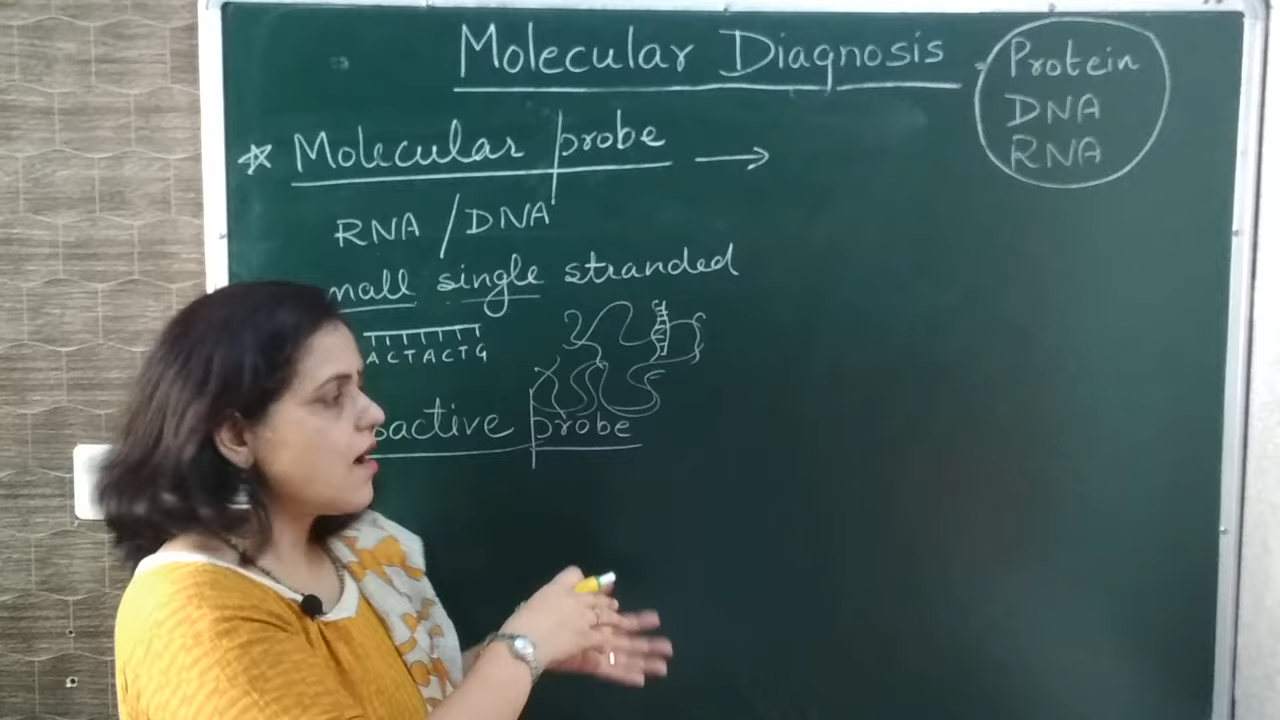 Molecular Diagnosis
Protein
DNA
RNA
Molecular probe →
RNA / DNA
mall single stranded
ACTACTG
oactive probe